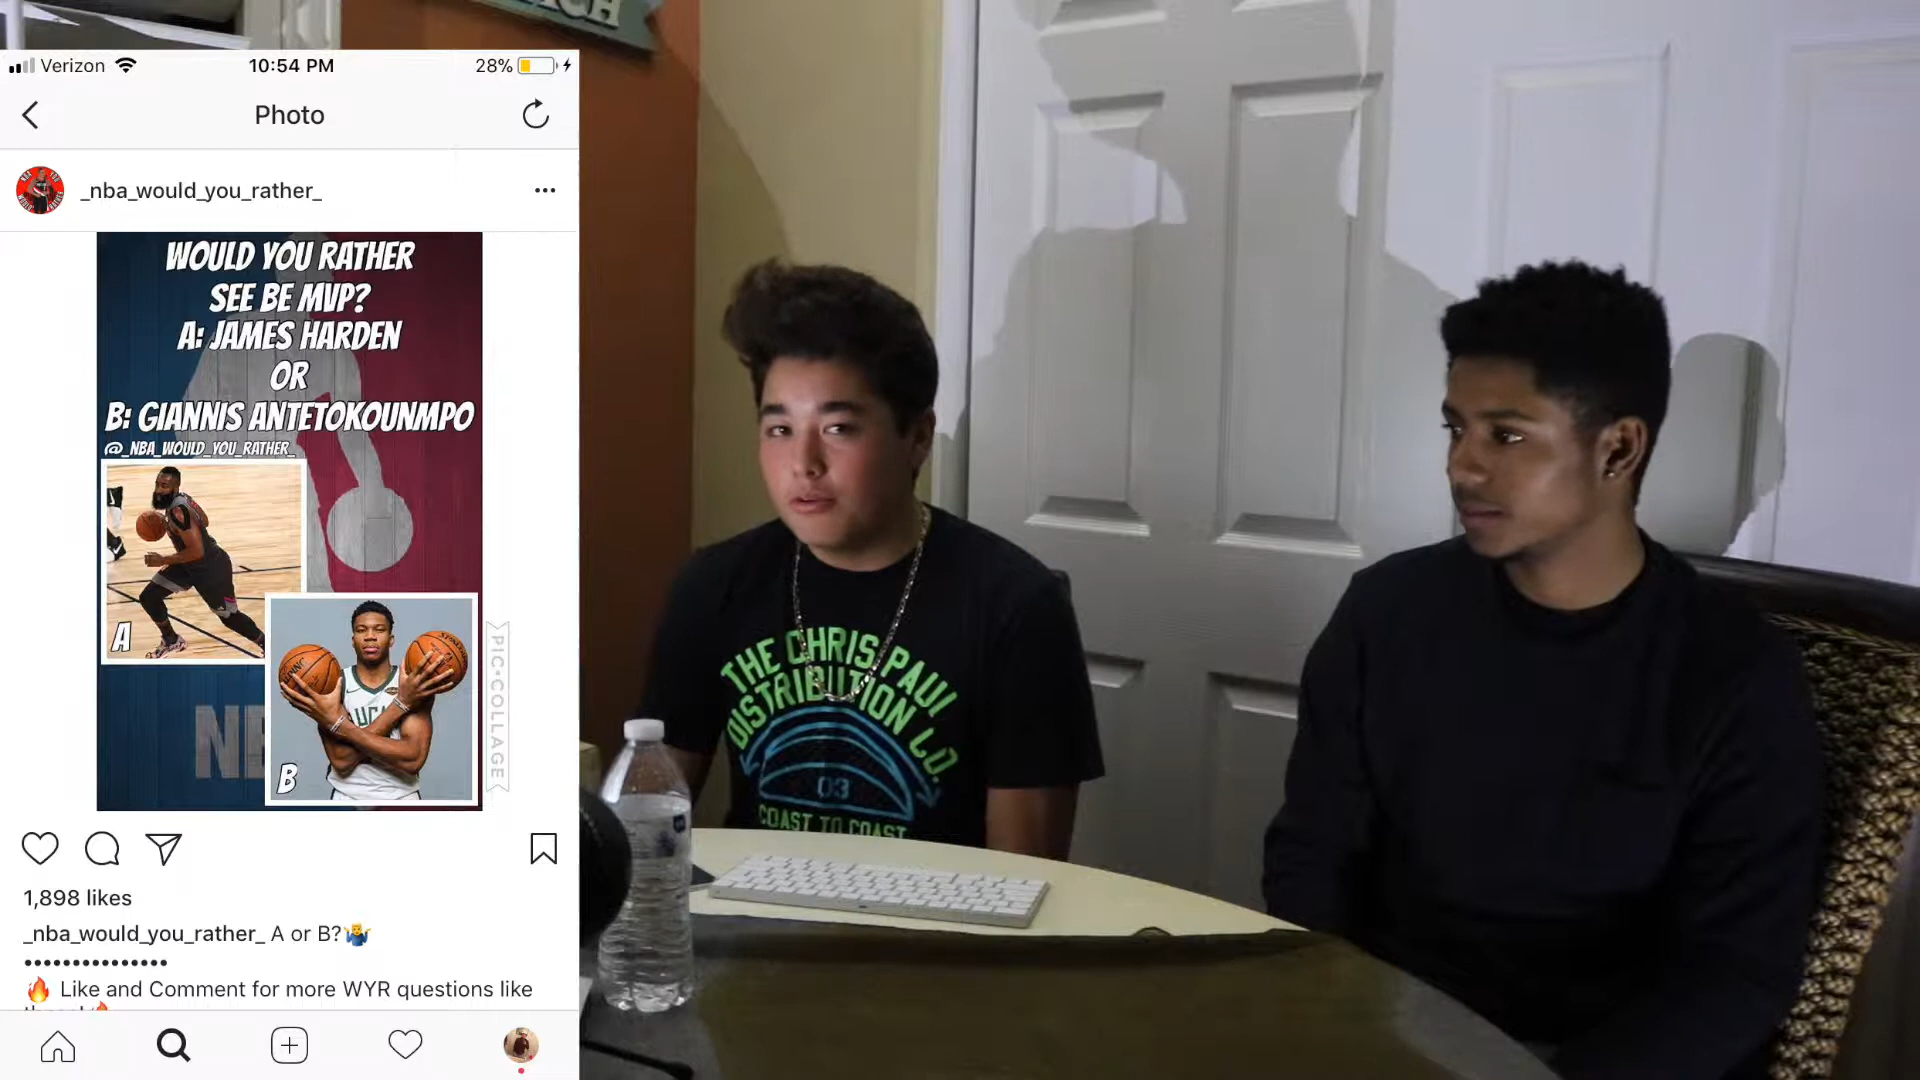 Verizon 10:54 PM 28%
Photo
_nba_would_you_rather_
WOULD YOU RATHER
SEE BE MVP?
A: JAMES HARDEN
OR
B: GIANNIS ANTETOKOUNMPO
@_NBA_WOULD_YOU_RATHER_
A
B
PIC•COLLAGE
1,898 likes
_nba_would_you_rather_ A or B?🤷‍♂️
•••••••••••••••
🔥 Like and Comment for more WYR questions like
THE CHRIS PAUL
DISTRIBUTION CO.
03
COAST TO COAST